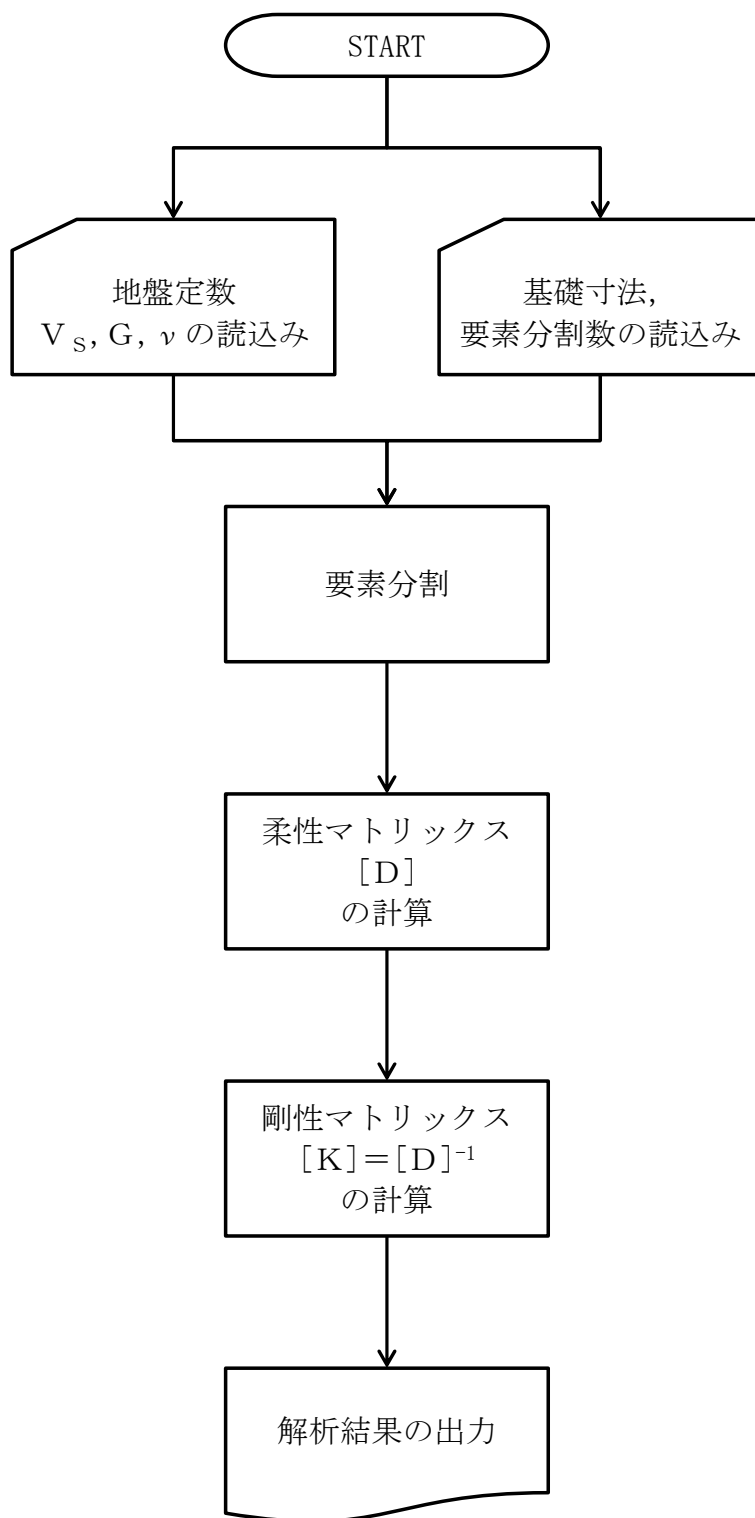 START
地盤定数
Ｖｓ, Ｇ, νの読込み
基礎寸法,
要素分割数の読込み
要素分割
柔性マトリックス
［Ｄ］
の計算
剛性マトリックス
［Ｋ］＝［Ｄ］-1
の計算
解析結果の出力